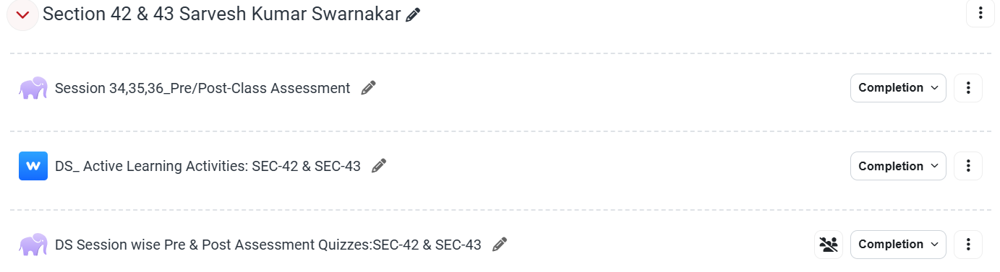 Section 42 & 43 Sarvesh Kumar Swarnakar
Session 34,35,36_Pre/Post-Class Assessment
Completion
w
DS_ Active Learning Activities: SEC-42 & SEC-43
Completion
DS Session wise Pre & Post Assessment Quizzes:SEC-42 & SEC-43
Completion